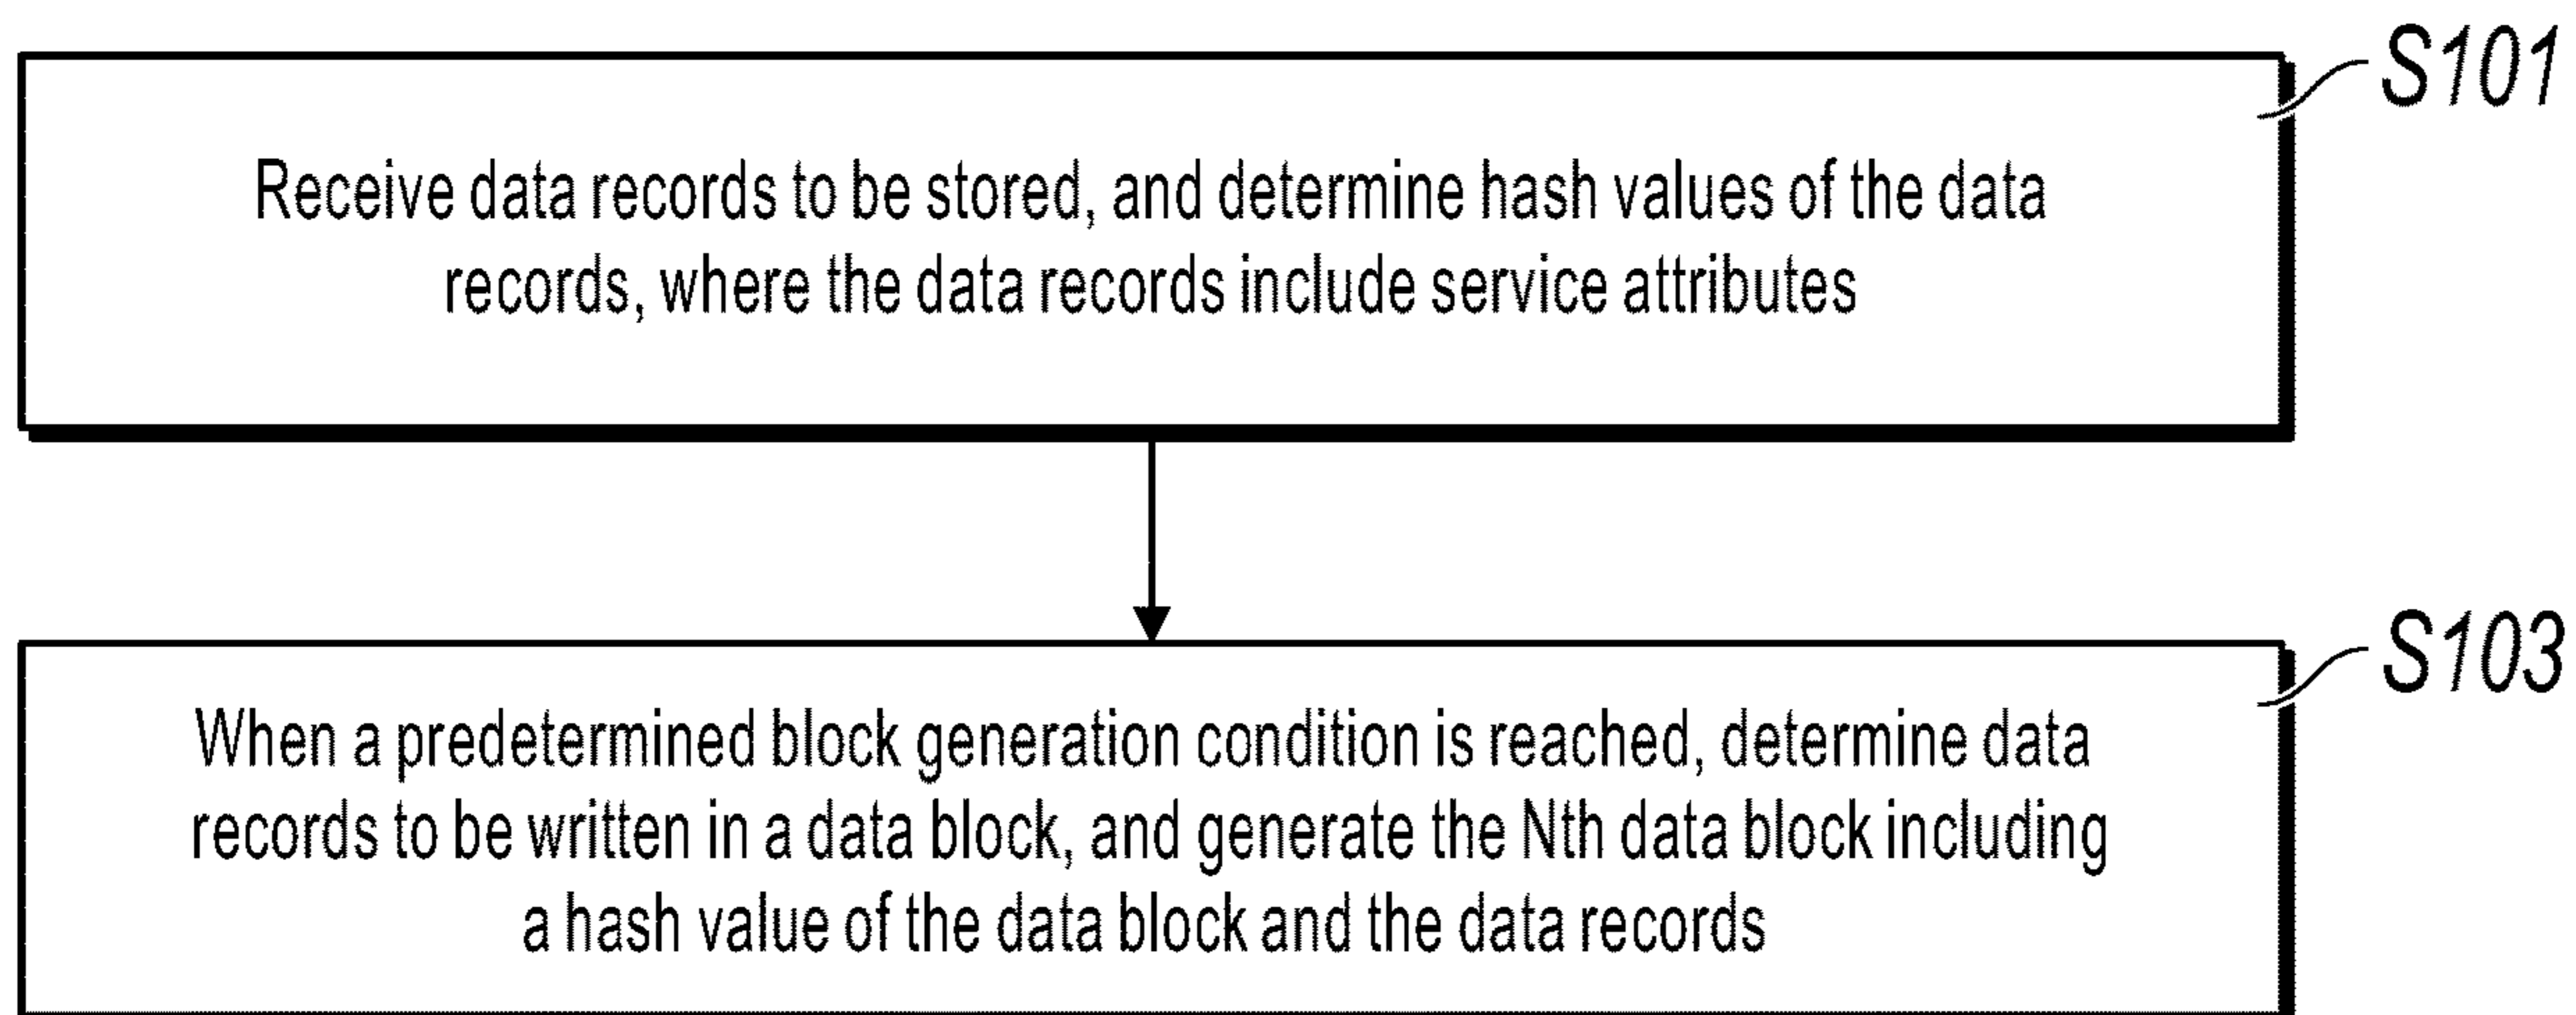 S101
Receive data records to be stored, and determine hash values of the data
records, where the data records include service attributes
S103
When a predetermined block generation condition is reached, determine data
records to be written in a data block, and generate the Nth data block including
a hash value of the data block and the data records